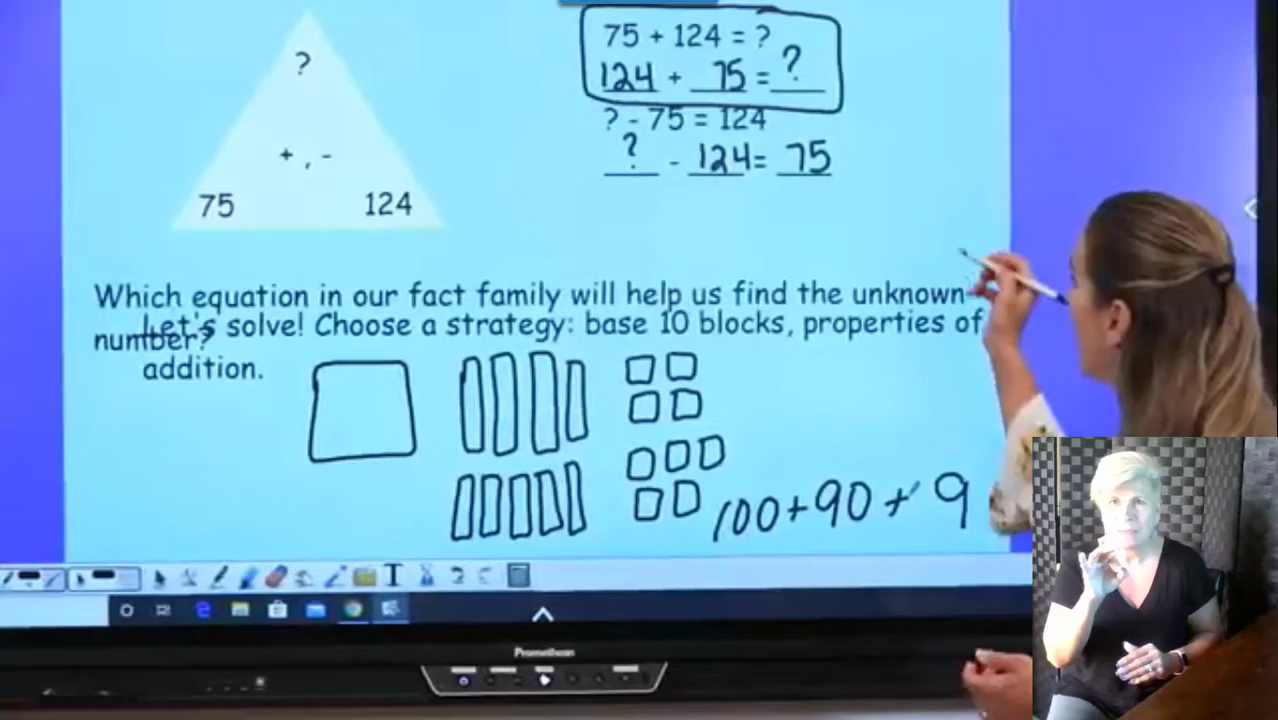 ?
+ , -
75 124
75 + 124 = ?
124 + 75 = ?
? - 75 = 124
? - 124 = 75
Which equation in our fact family will help us find the unknown
number?
Let's solve! Choose a strategy: base 10 blocks, properties of
addition.
100+90+9
Promethean